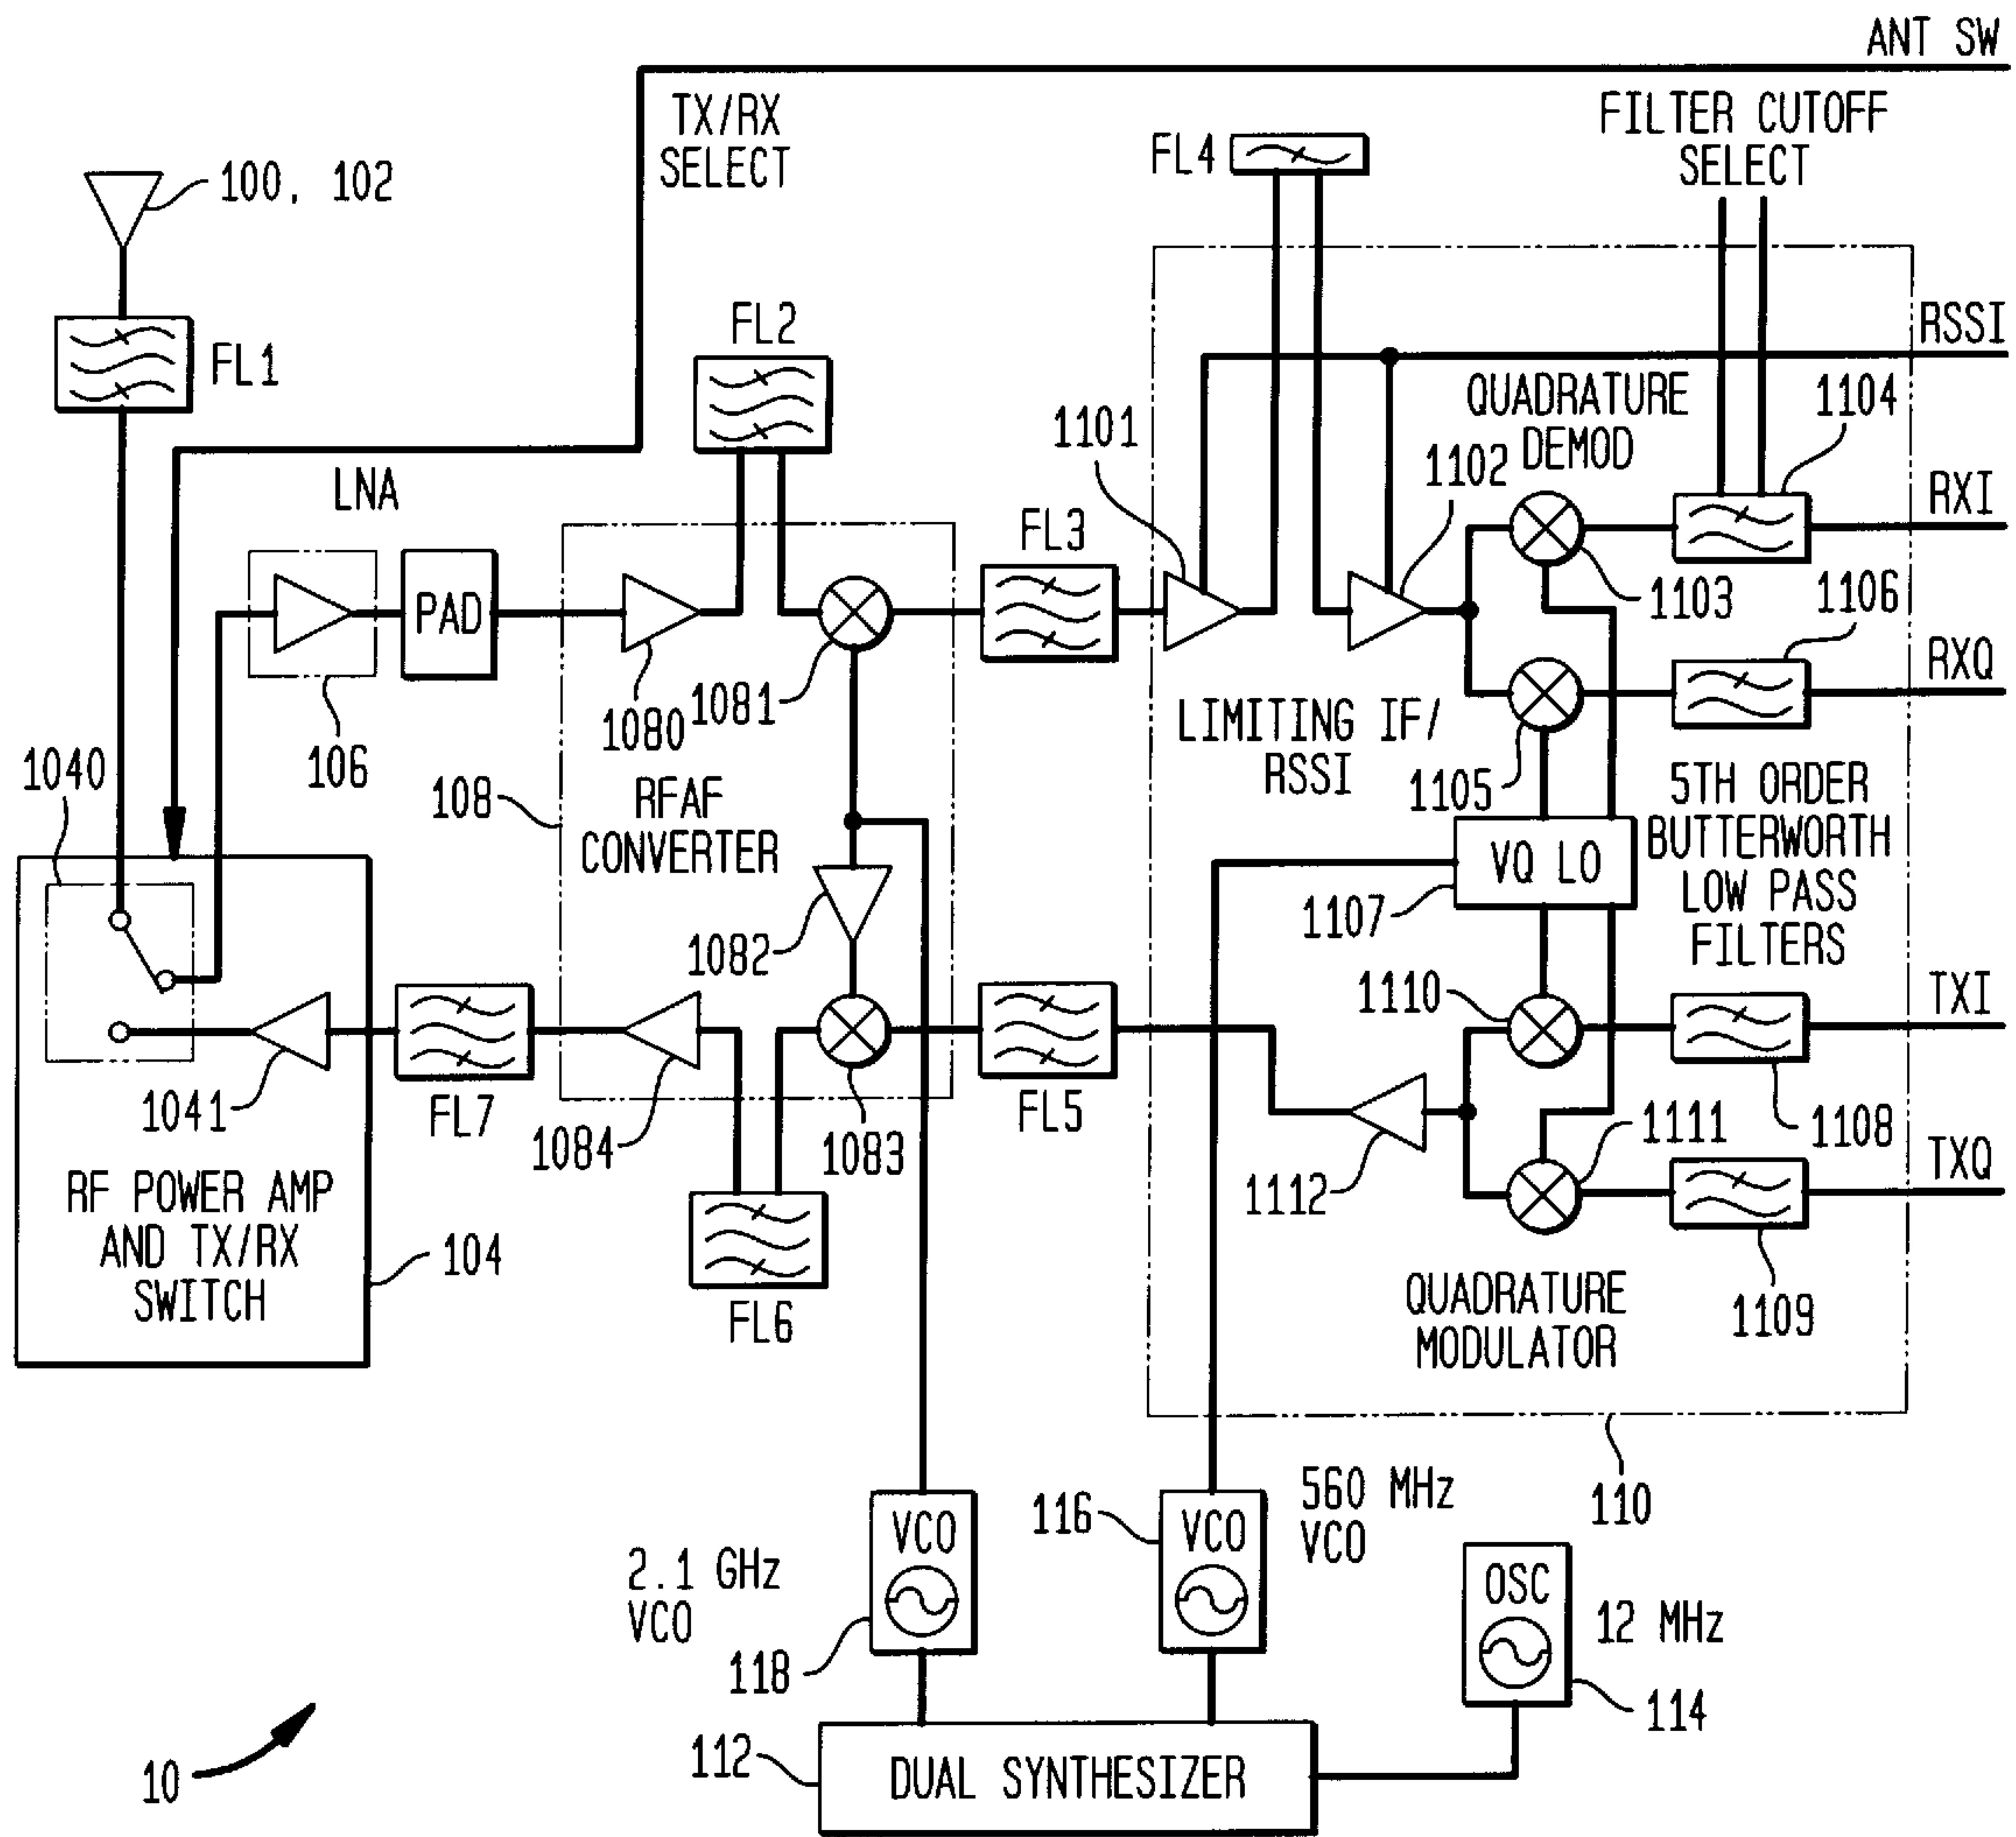 ANT SW
TX/RX
SELECT
FILTER CUTOFF
SELECT
FL4
100, 102
RSSI
FL2
FL1
QUADRATURE
DEMOD
1104
1101
1102
LNA
RXI
FL3
1103
1106
PAD
RXQ
1080
1081
LIMITING IF/
RSSI
106
1040
1105
108
RFAF
CONVERTER
5TH ORDER
BUTTERWORTH
LOW PASS
FILTERS
VQ LO
1107
1082
1110
TXI
1041
FL7
1084
1083
FL5
1112
1111
1108
TXQ
RF POWER AMP
AND TX/RX
SWITCH
104
FL6
QUADRATURE
MODULATOR
1109
110
560 MHz
VCO
116
VCO
VCO
2.1 GHz
VCO
118
OSC
12 MHz
114
112
DUAL SYNTHESIZER
10